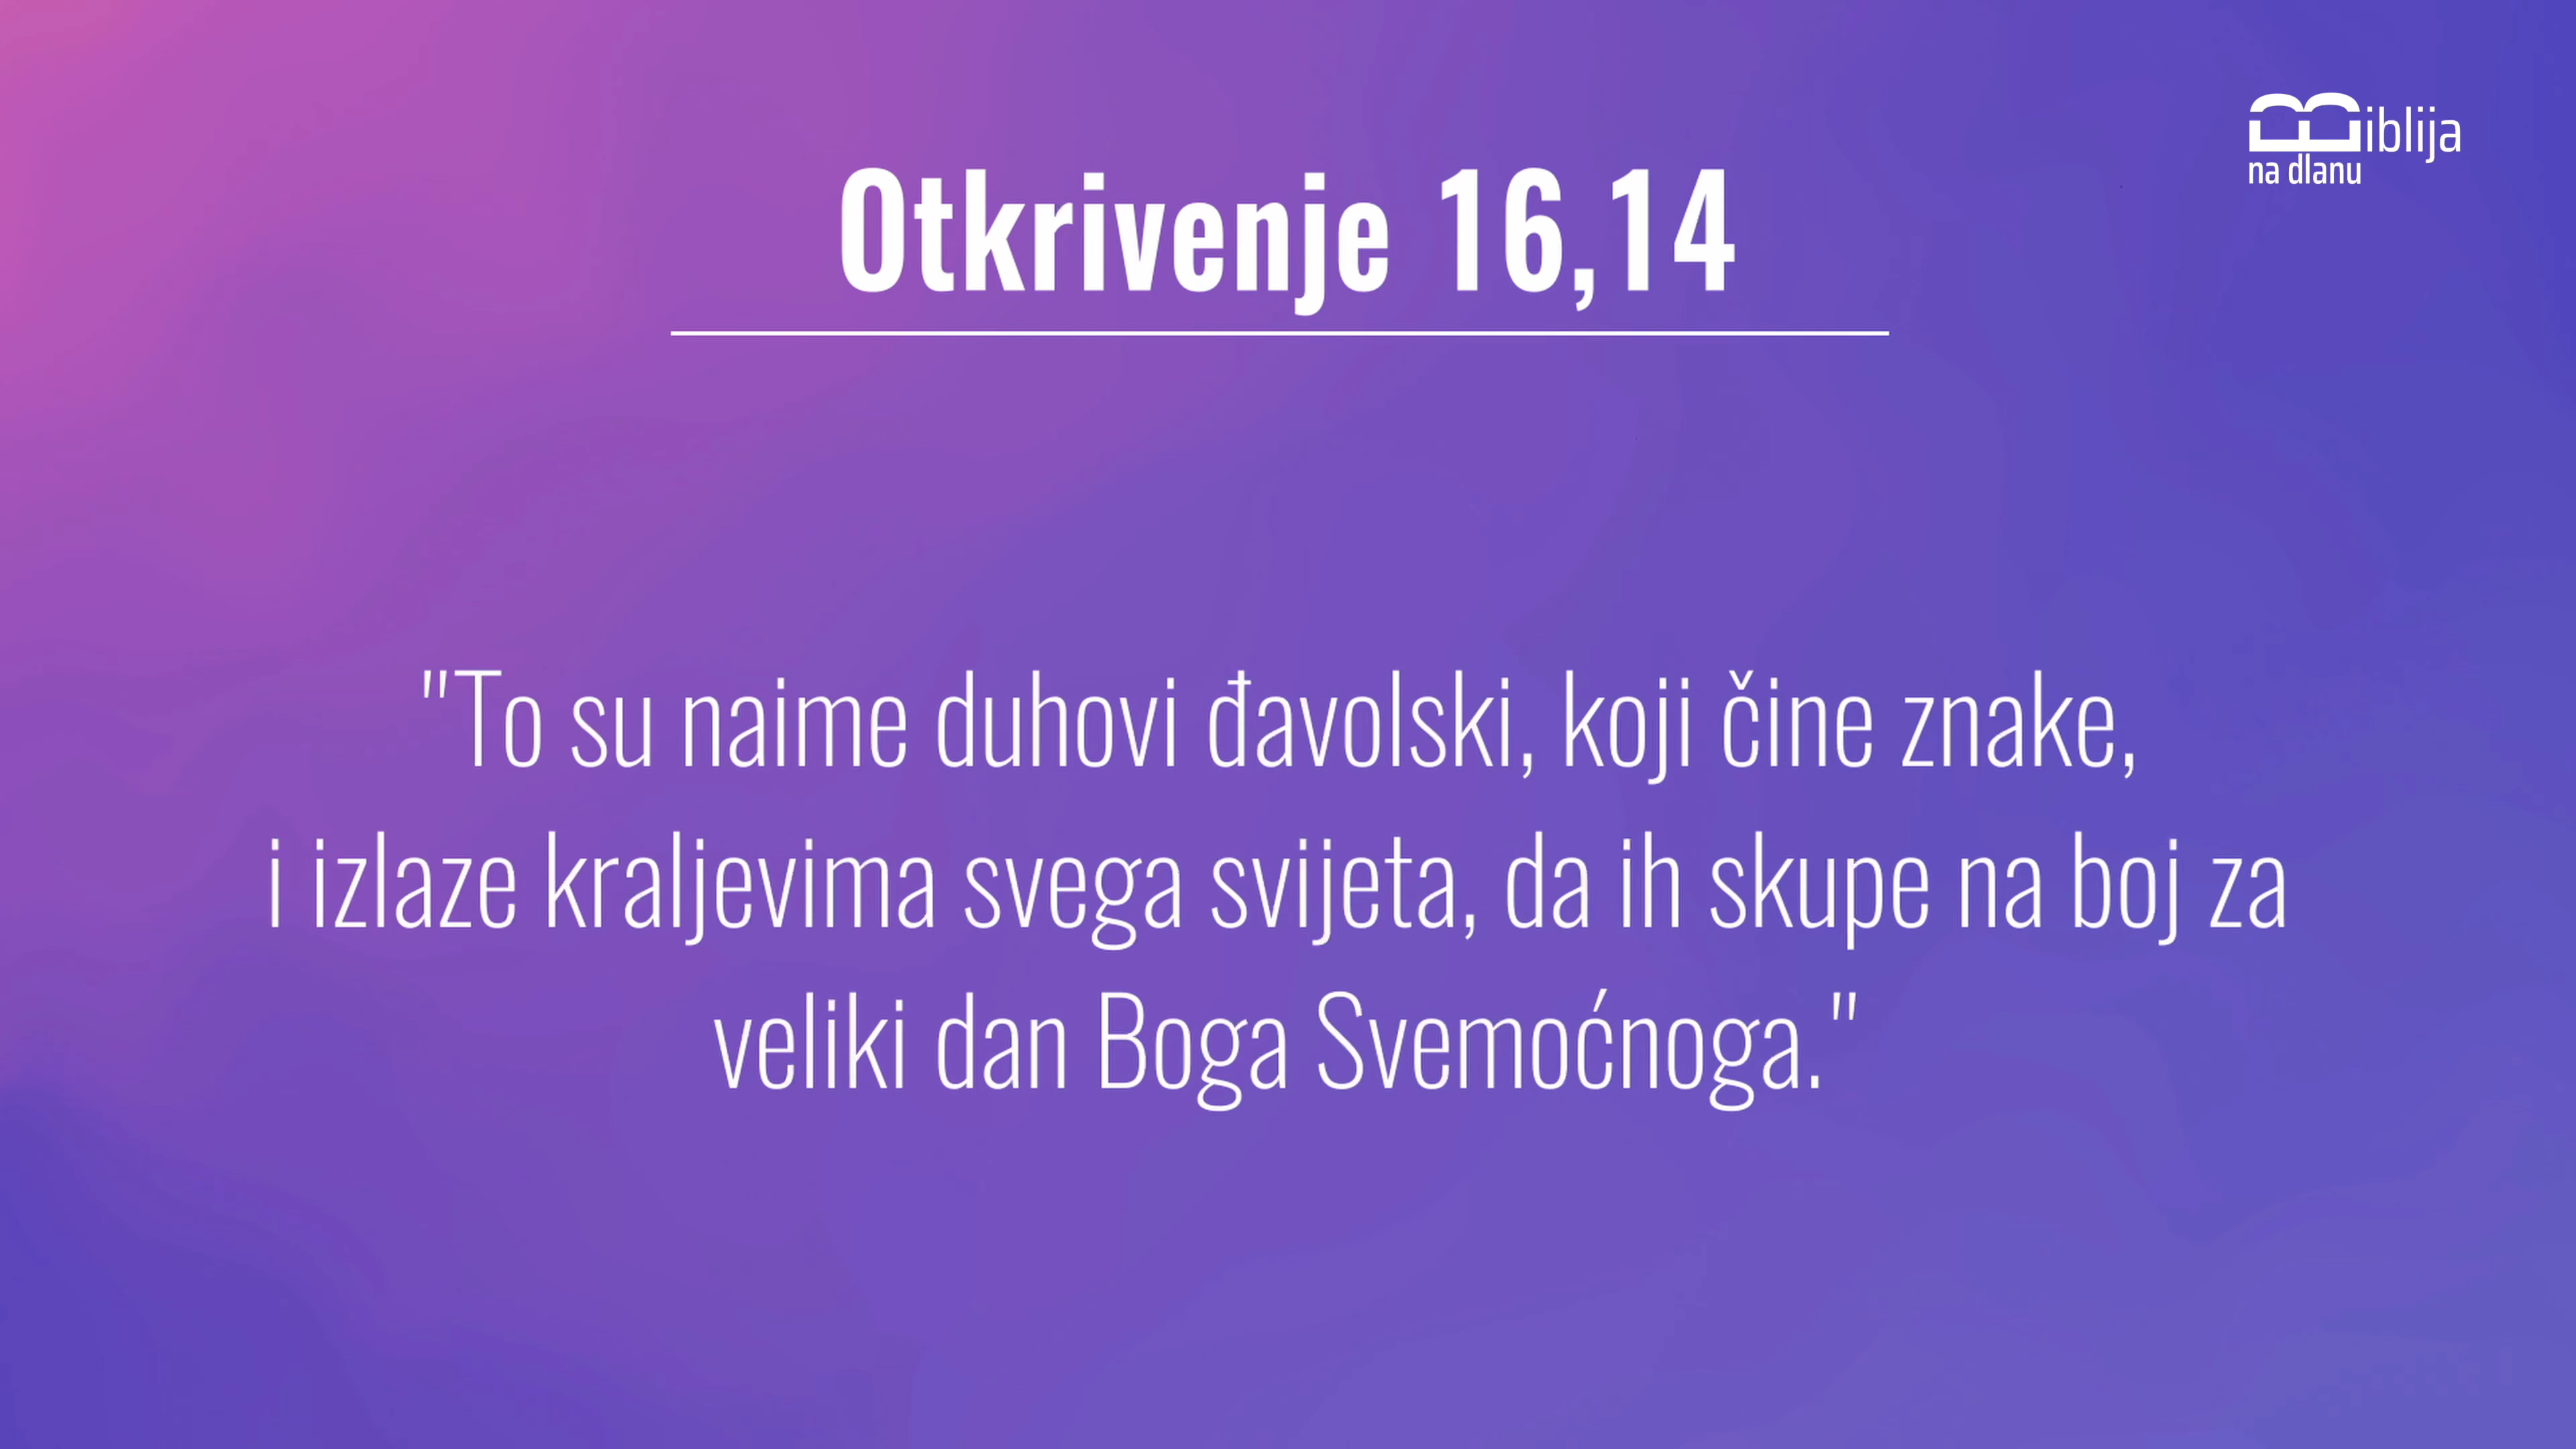 Biblija
na dlanu
Otkrivenje 16,14
"To su naime duhovi đavolski, koji čine znake,
i izlaze kraljevima svega svijeta, da ih skupe na boj za
veliki dan Boga Svemoćnoga."